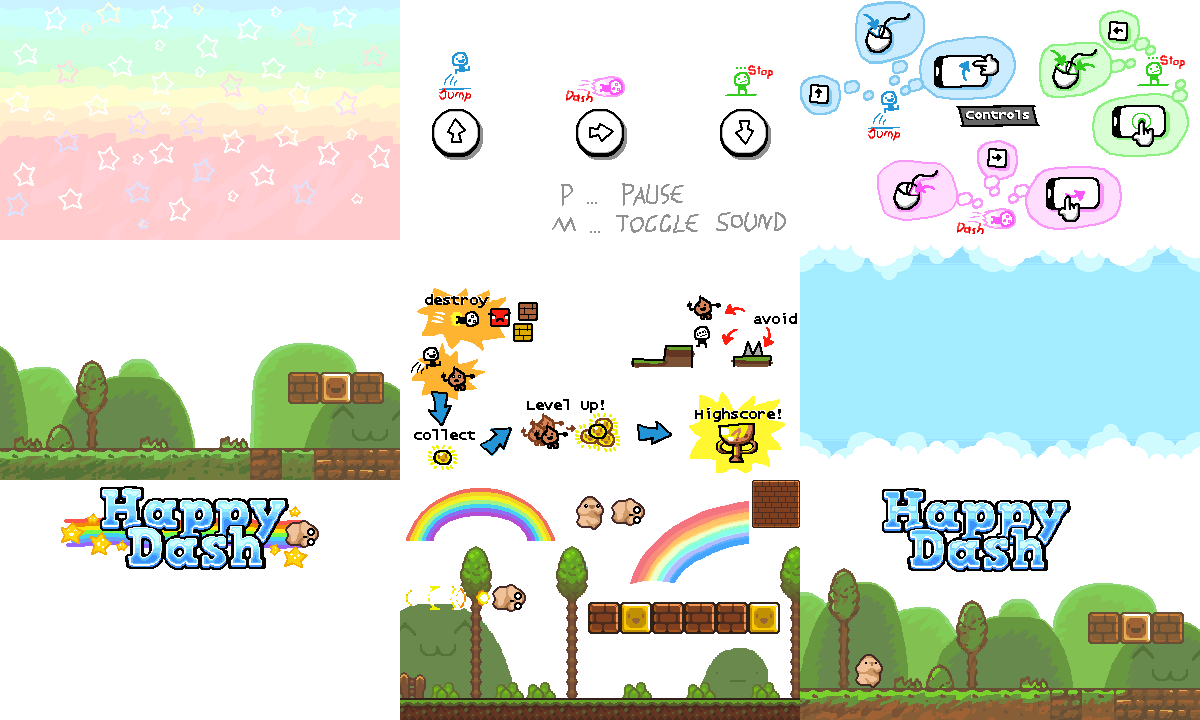 Jump
Dash
Stop
P ... PAUSE
M ... TOGGLE SOUND
Stop
Controls
Jump
Dash
destroy
avoid
Level Up!
Highscore!
collect
Happy
Dash
Happy
Dash